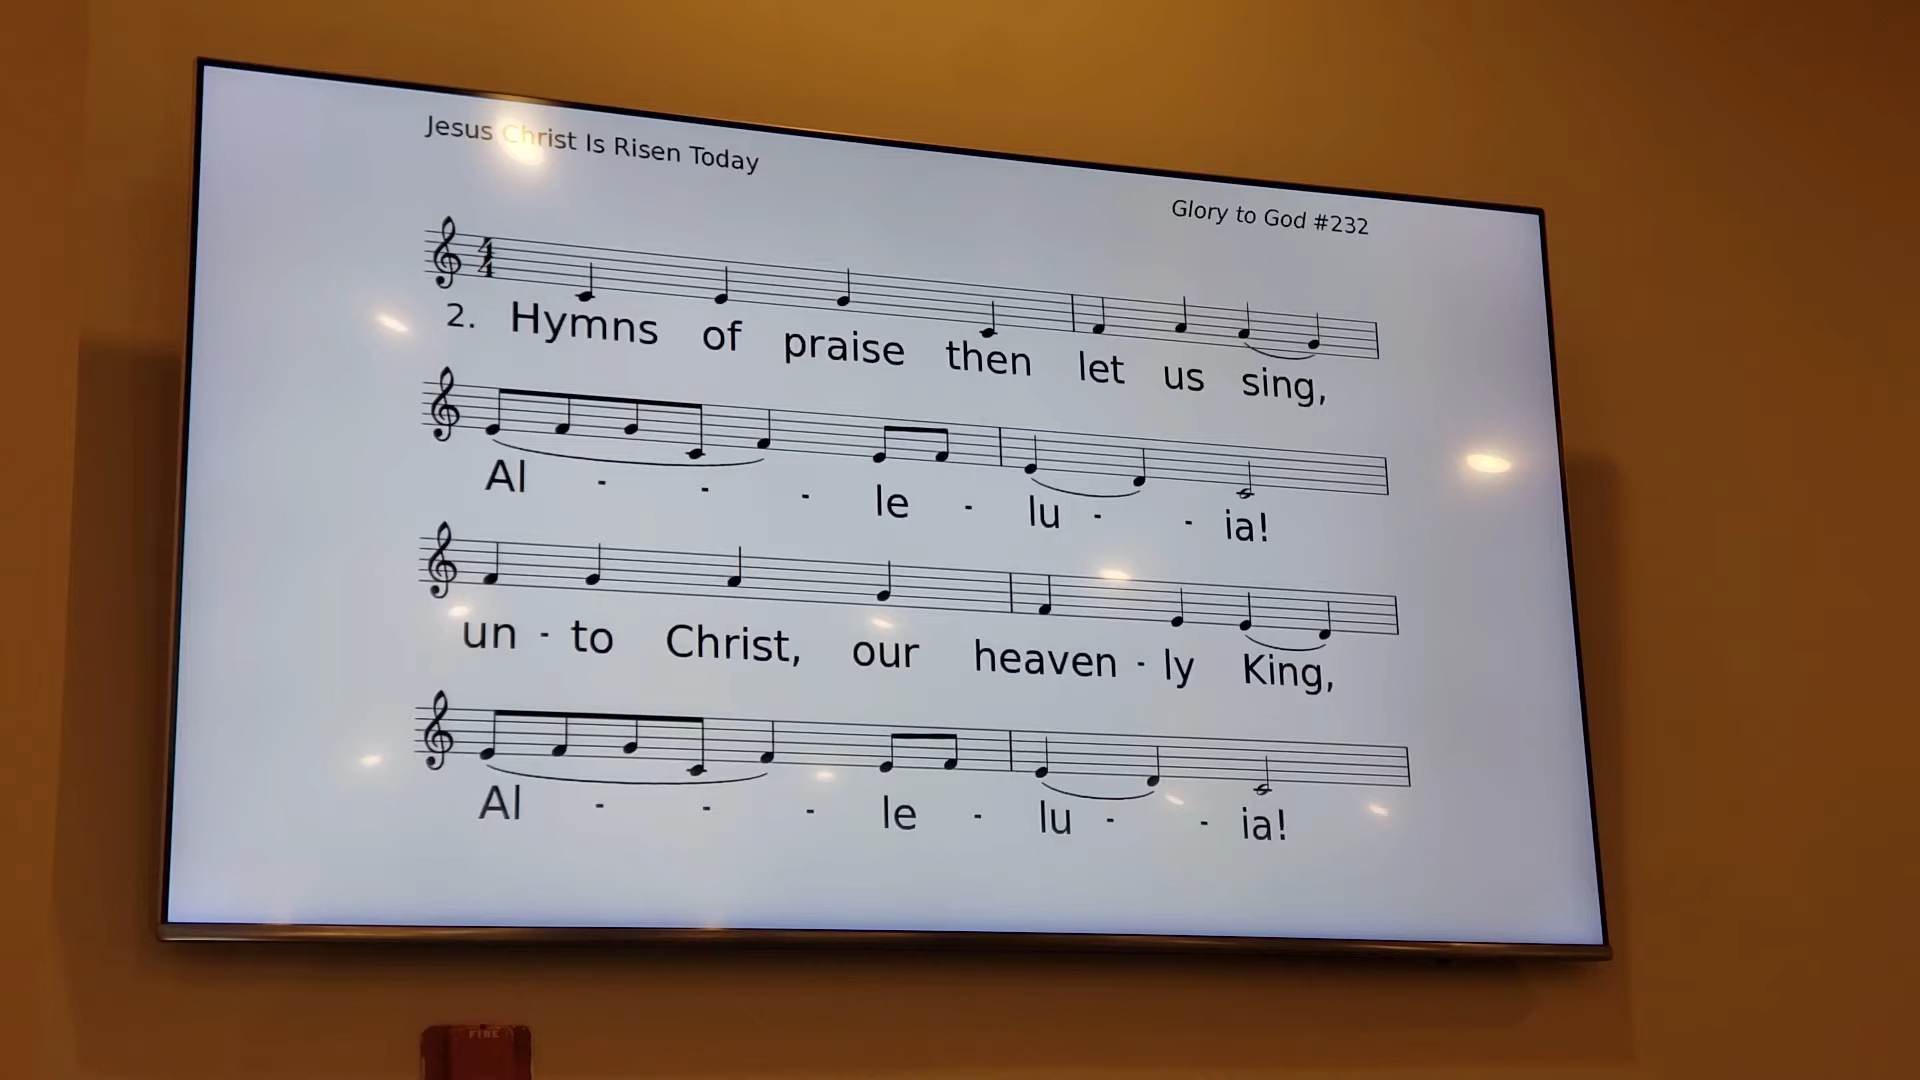 Jesus Christ Is Risen Today
Glory to God #232
2. Hymns of praise then let us sing,
Al - - - le - lu - - ia!
un - to Christ, our heaven - ly King,
Al - - - le - lu - - ia!
FIRE